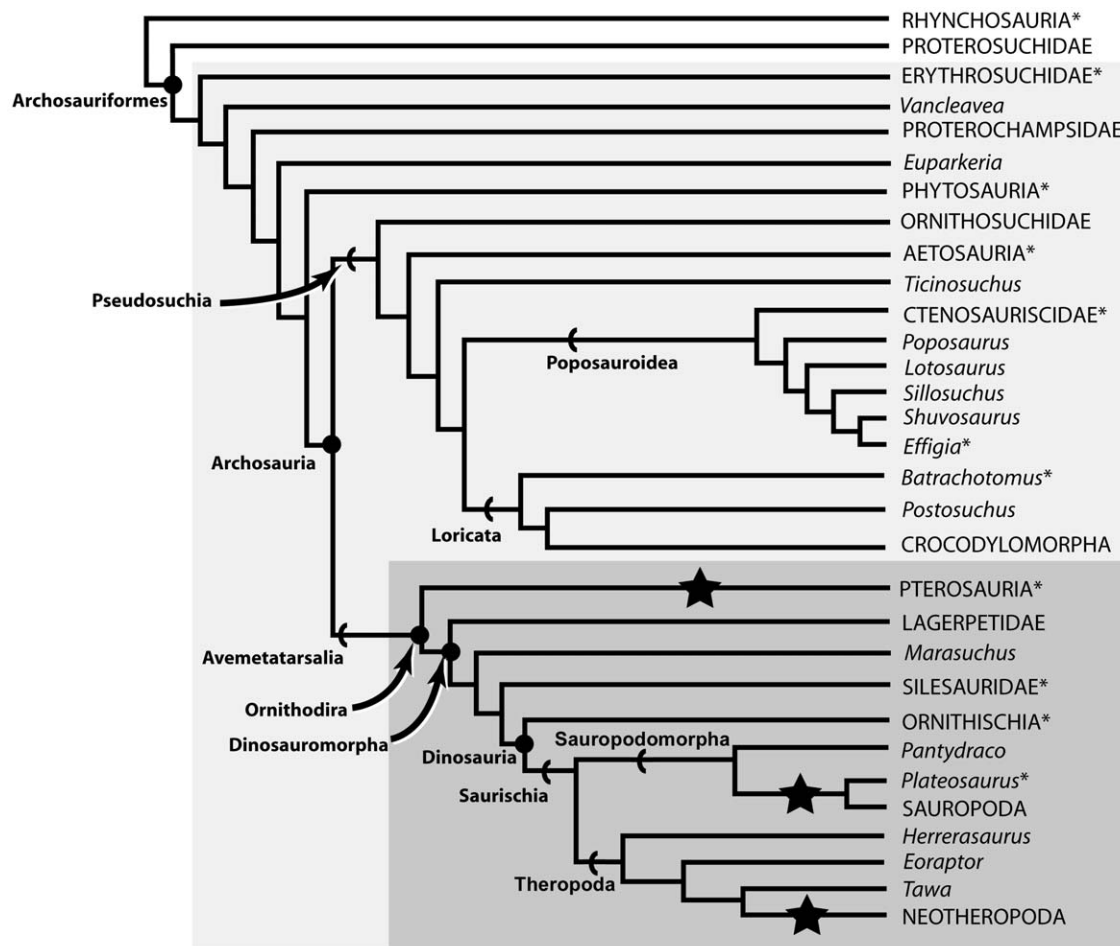 RHYNCHOSAURIA*
PROTEROSUCHIDAE
ERYTHROSUCHIDAE*
Archosauriformes
Vancleavea
PROTEROCHAMPSIDAE
Euparkeria
PHYTOSAURIA*
ORNITHOSUCHIDAE
AETOSAURIA*
Ticinosuchus
Pseudosuchia
CTENOSAURISCIDAE*
Poposaurus
Poposauroidea
Lotosaurus
Sillosuchus
Shuvosaurus
Effigia*
Archosauria
Batrachotomus*
Postosuchus
Loricata
CROCODYLOMORPHA
PTEROSAURIA*
LAGERPETIDAE
Avemetatarsalia
Marasuchus
SILESAURIDAE*
Ornithodira
ORNITHISCHIA*
Sauropodomorpha
Dinosauromorpha
Dinosauria
Pantydraco
Saurischia
Plateosaurus*
SAUROPODA
Herrerasaurus
Eoraptor
Theropoda
Tawa
NEOTHEROPODA